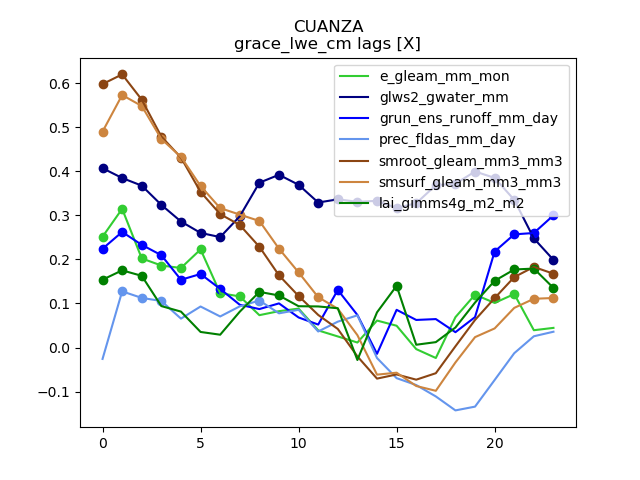 CUANZA
grace_lwe_cm lags [X]
e_gleam_mm_mon
glws2_gwater_mm
grun_ens_runoff_mm_day
prec_fldas_mm_day
smroot_gleam_mm3_mm3
smsurf_gleam_mm3_mm3
lai_gimms4g_m2_m2
0.6
0.5
0.4
0.3
0.2
0.1
0.0
−0.1
0 5 10 15 20